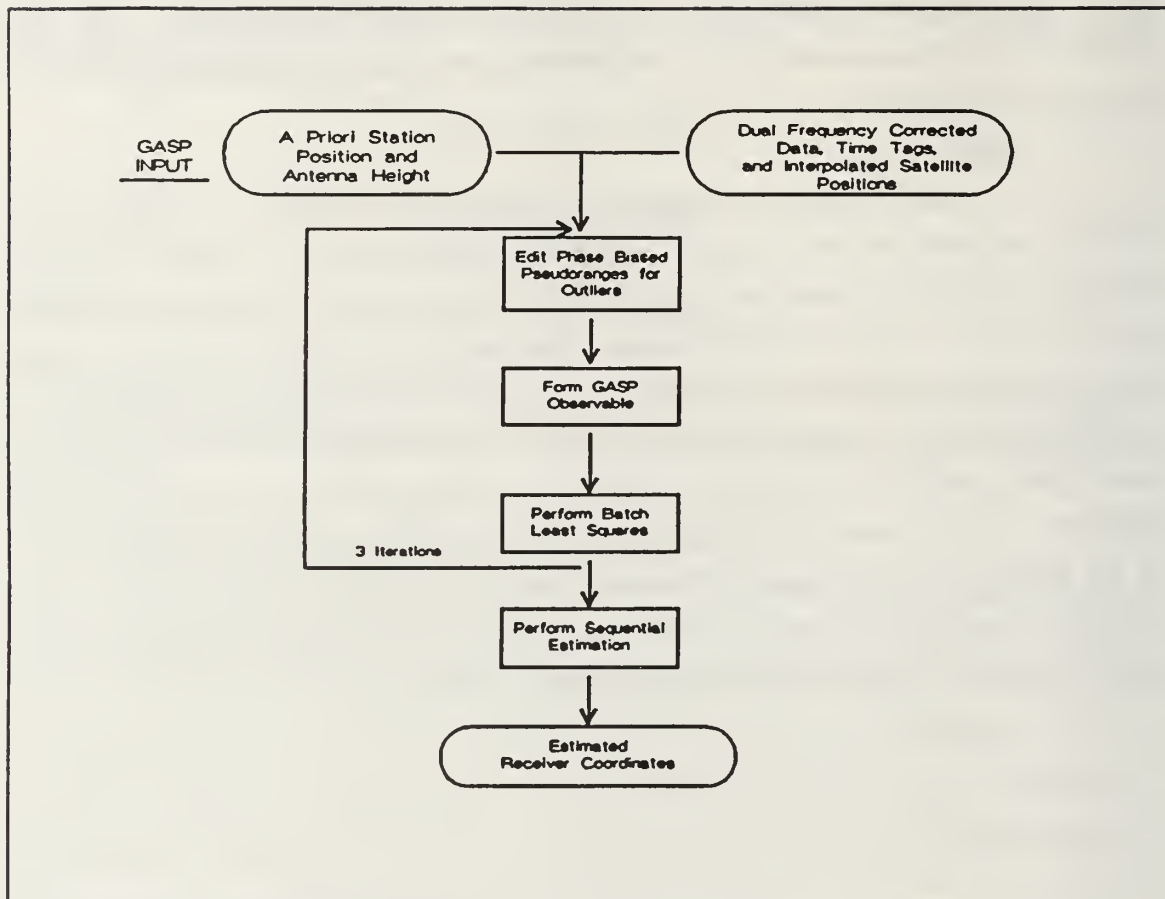 GASP
INPUT
A Priori Station
Position and
Antenna Height
Dual Frequency Corrected
Data, Time Tags,
and Interpolated Satellite
Positions
Edit Phase Biased
Pseudoranges for
Outliers
Form GASP
Observable
Perform Batch
Least Squares
3 Iterations
Perform Sequential
Estimation
Estimated
Receiver Coordinates